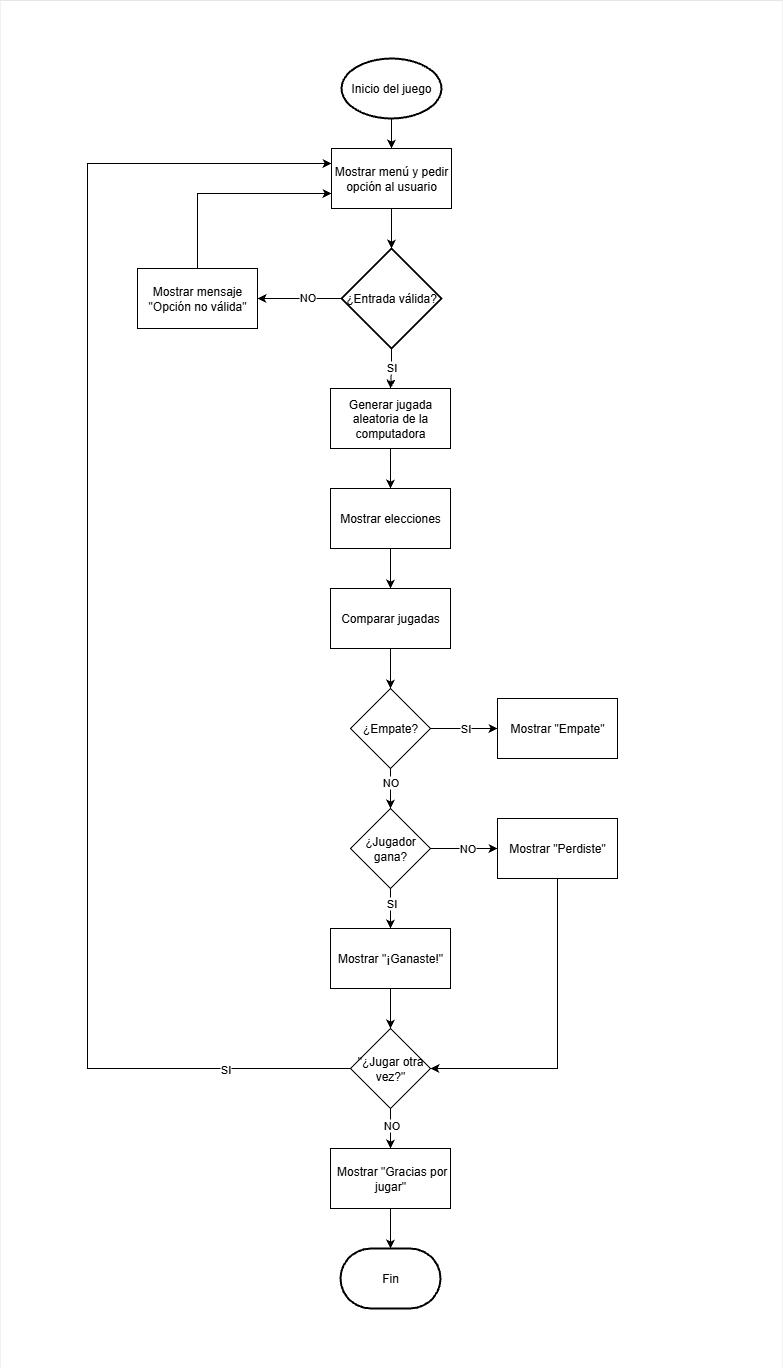 Inicio del juego
Mostrar menú y pedir
opción al usuario
Mostrar mensaje
"Opción no válida"
NO
¿Entrada válida?
SI
Generar jugada
aleatoria de la
computadora
Mostrar elecciones
Comparar jugadas
¿Empate?
SI
Mostrar "Empate"
NO
¿Jugador
gana?
NO
Mostrar "Perdiste"
SI
Mostrar "¡Ganaste!"
"¿Jugar otra
vez?"
SI
NO
Mostrar "Gracias por
jugar"
Fin